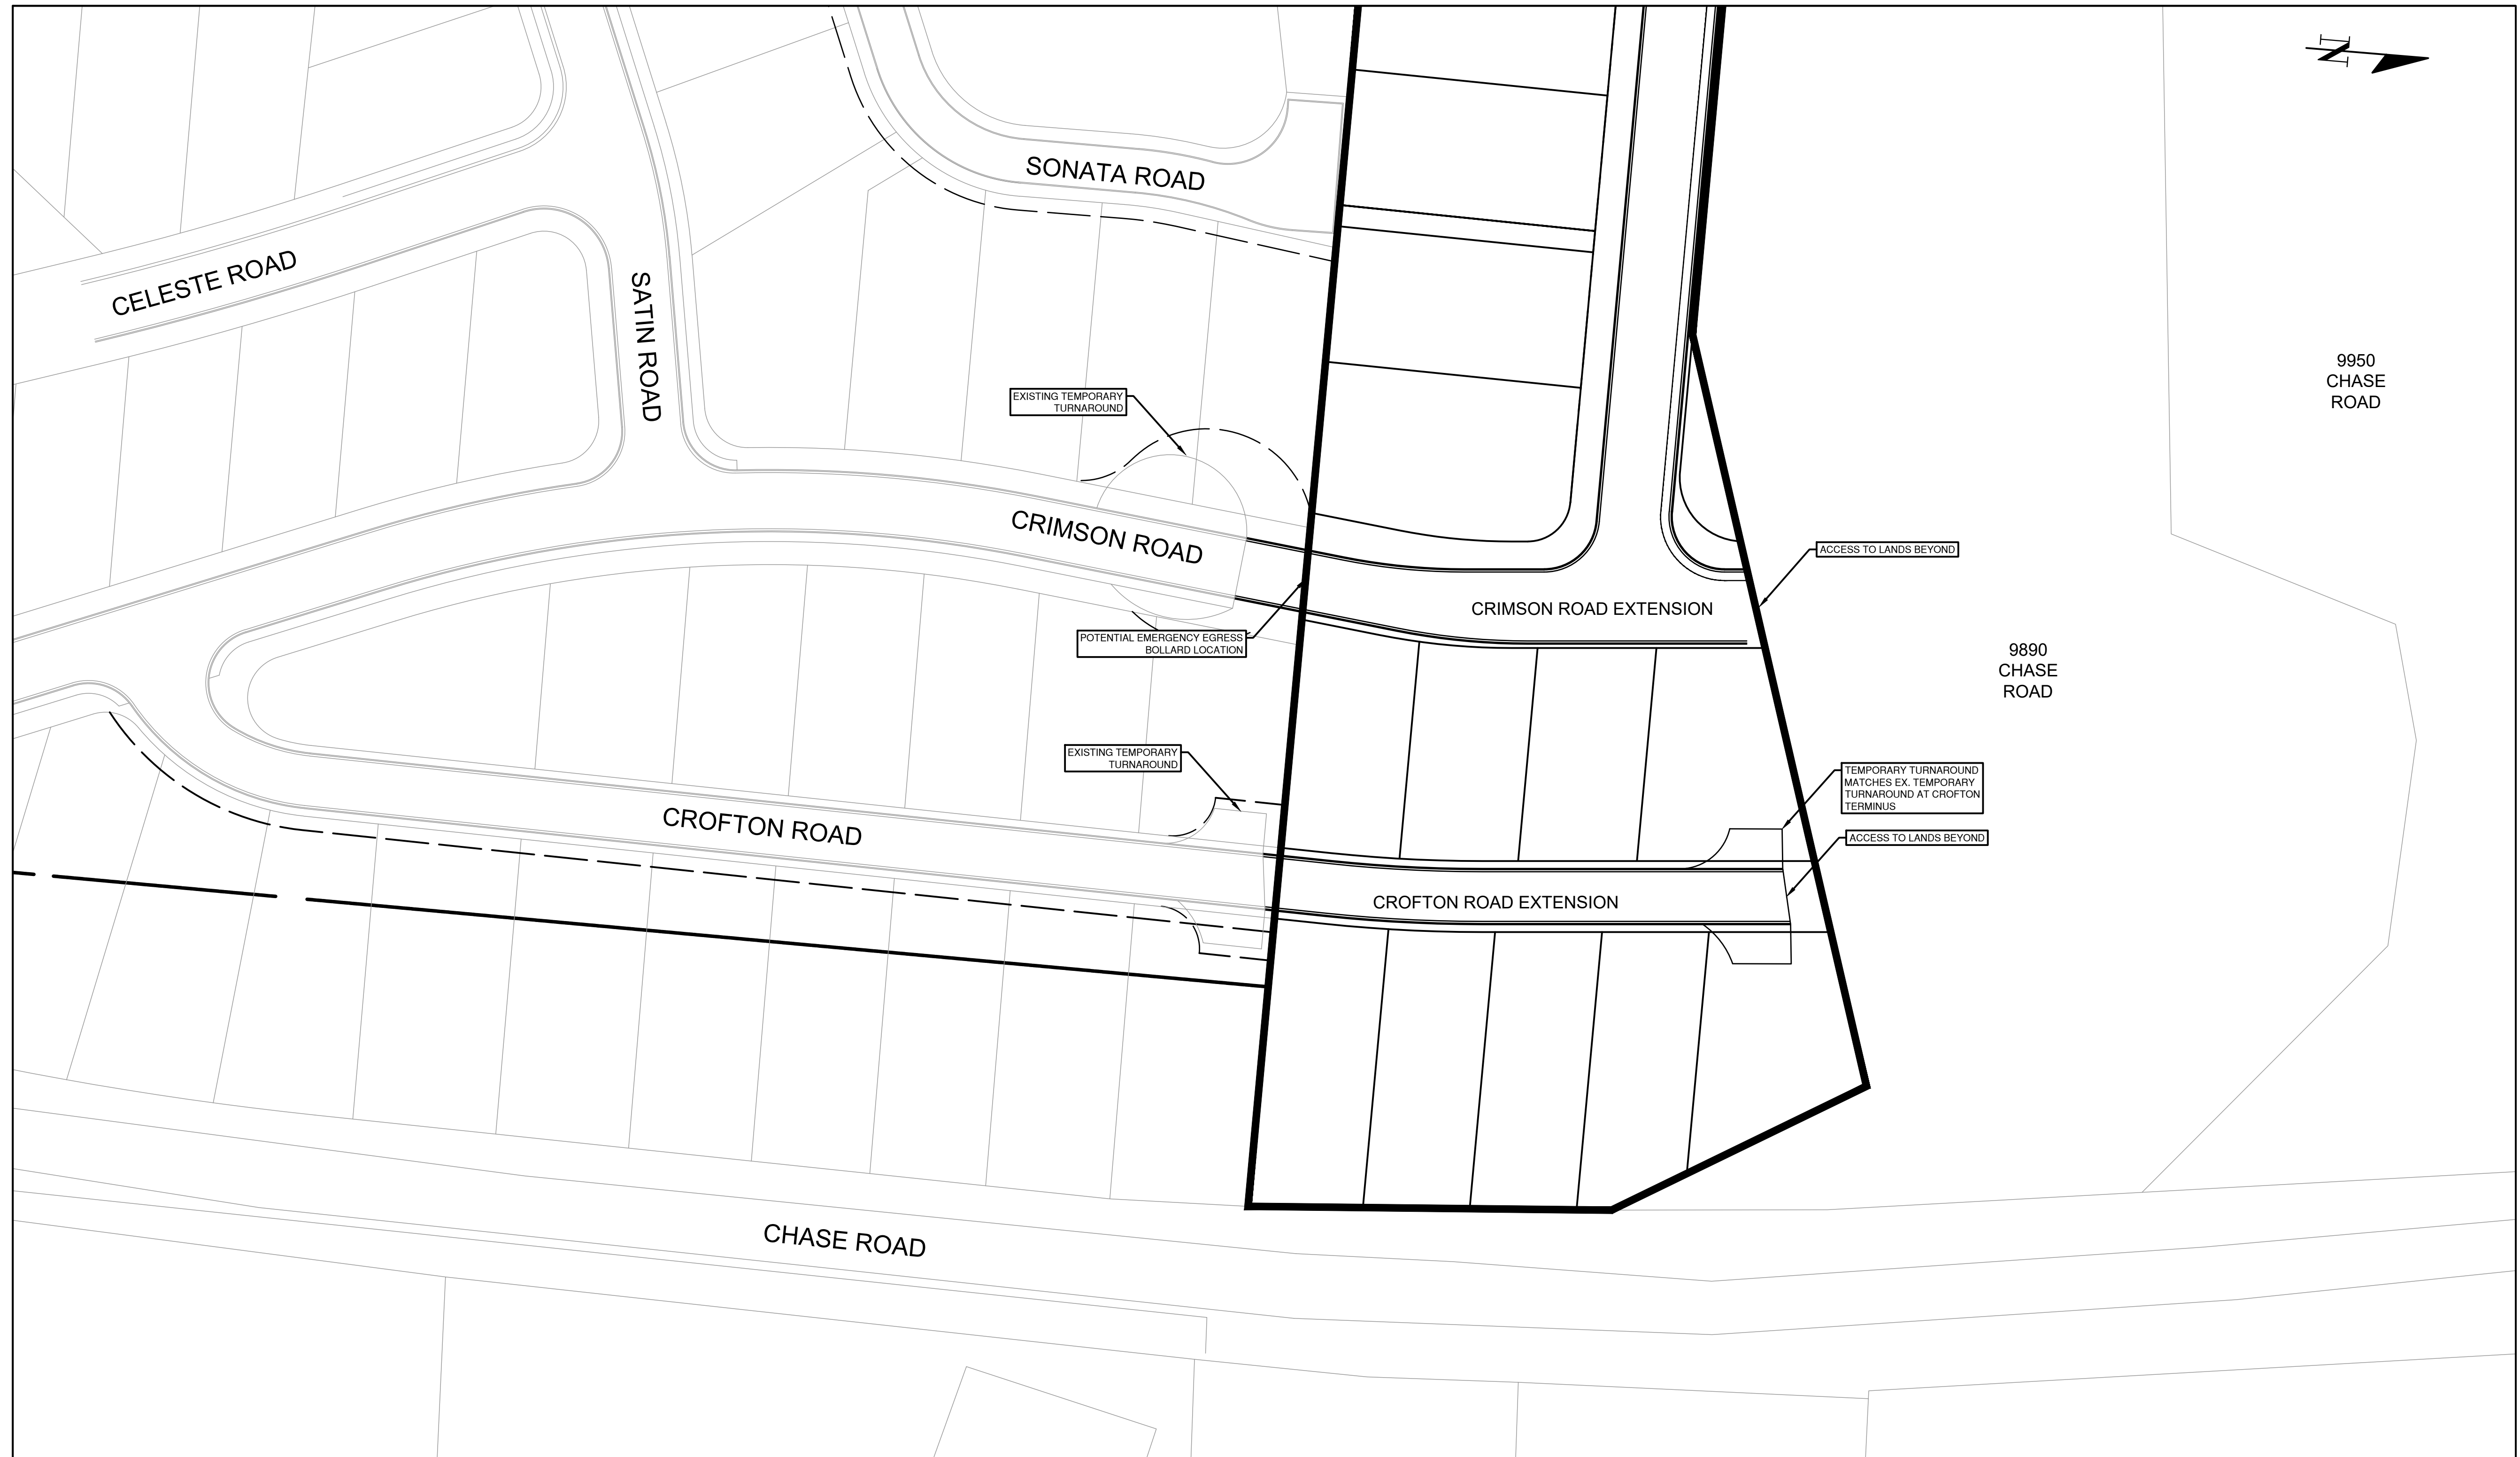 N
SONATA ROAD
CELESTE ROAD
SATIN ROAD
9950
CHASE
ROAD
EXISTING TEMPORARY
TURNAROUND
CRIMSON ROAD
ACCESS TO LANDS BEYOND
CRIMSON ROAD EXTENSION
POTENTIAL EMERGENCY EGRESS
BOLLARD LOCATION
9890
CHASE
ROAD
EXISTING TEMPORARY
TURNAROUND
TEMPORARY TURNAROUND
MATCHES EX. TEMPORARY
TURNAROUND AT CROFTON
TERMINUS
CROFTON ROAD
ACCESS TO LANDS BEYOND
CROFTON ROAD EXTENSION
CHASE ROAD